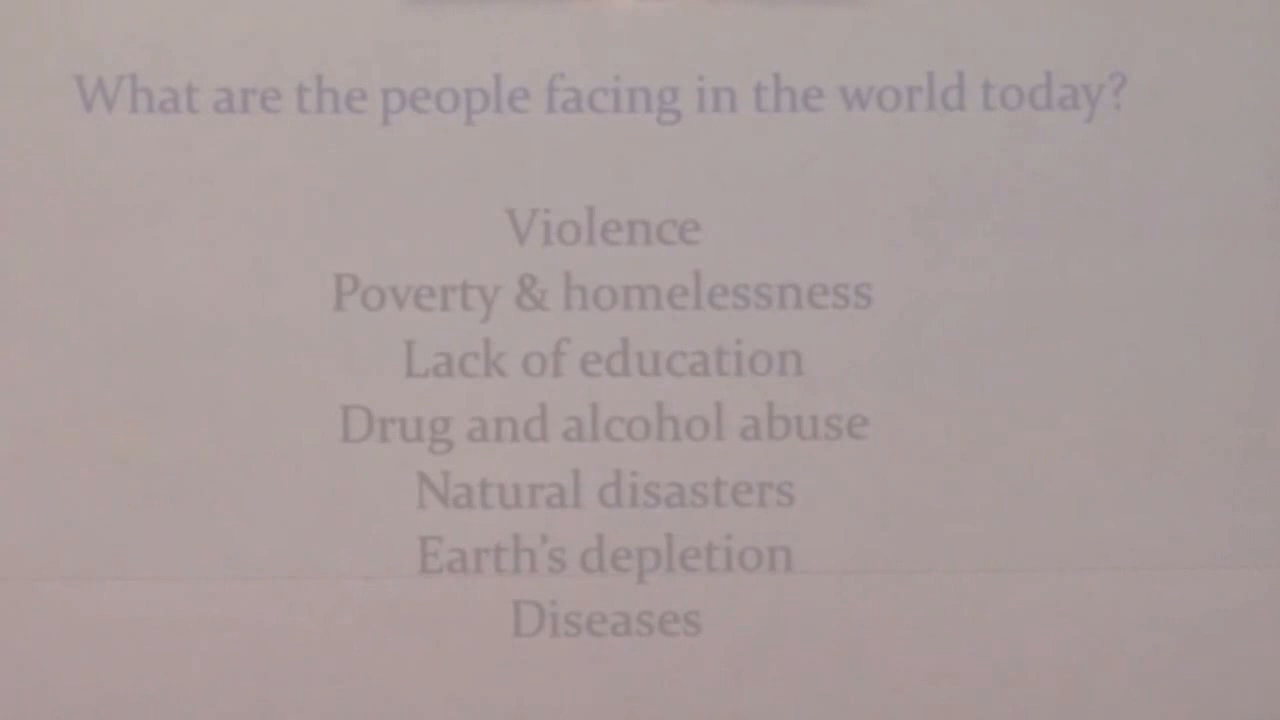 What are the people facing in the world today?
Violence
Poverty & homelessness
Lack of education
Drug and alcohol abuse
Natural disasters
Earth's depletion
Diseases